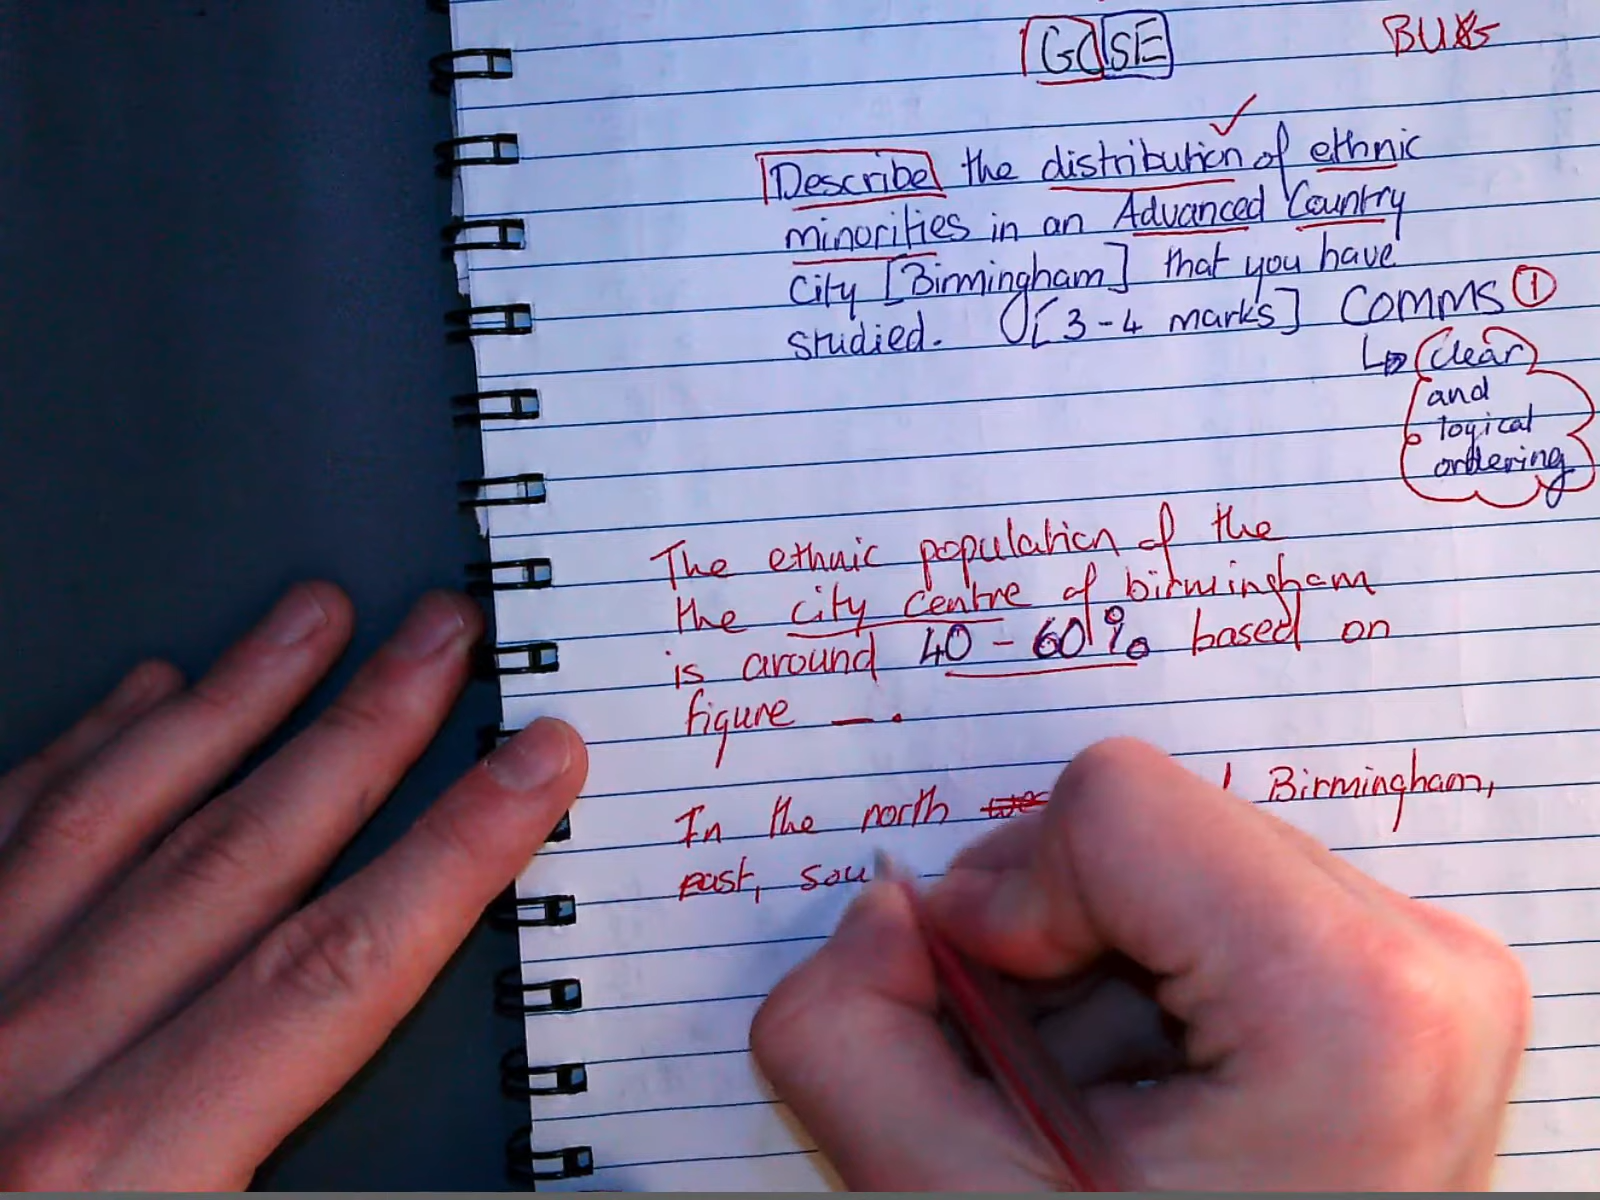 GCSE
BUG
Describe the distribution of ethnic
minorities in an Advanced Country
City [Birmingham] that you have
studied. [3-4 marks] COMMS 1
clear
and
logical
ordering
The ethnic population of the
the city centre of birmingham
is around 40 - 60% based on
figure — .
In the north Birmingham,
east, sou